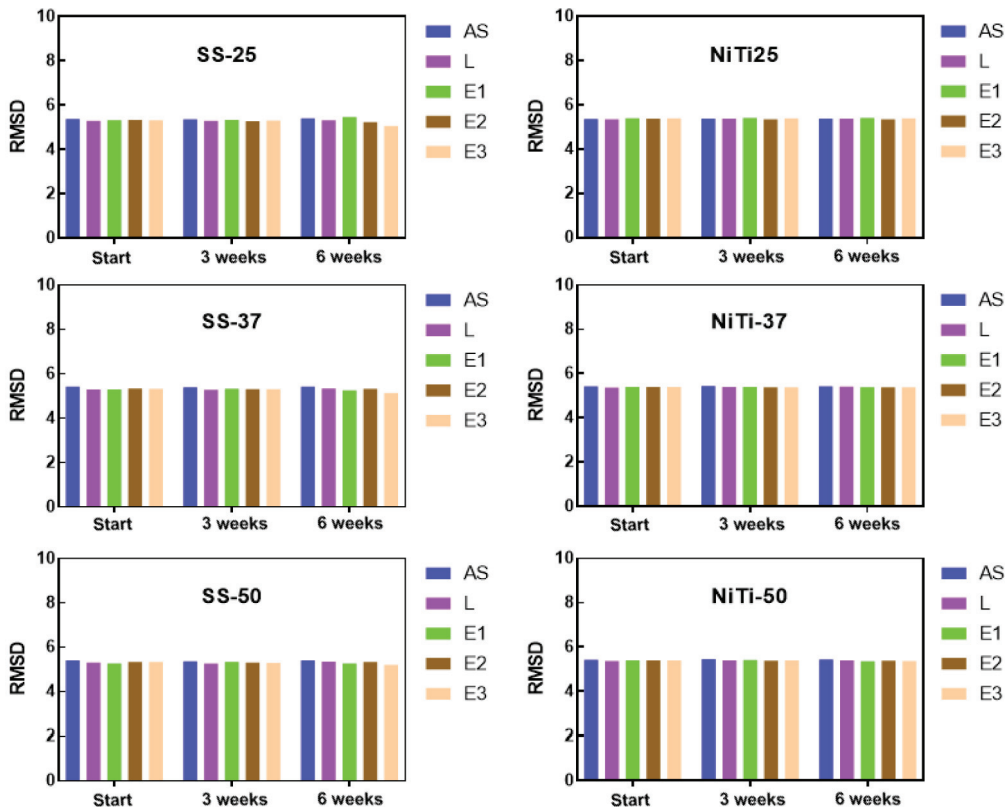 SS-25
RMSD
10
8
6
4
2
0
Start
3 weeks
6 weeks
AS
L
E1
E2
E3
NiTi25
RMSD
10
8
6
4
2
0
Start
3 weeks
6 weeks
AS
L
E1
E2
E3
SS-37
RMSD
10
8
6
4
2
0
Start
3 weeks
6 weeks
AS
L
E1
E2
E3
NiTi-37
RMSD
10
8
6
4
2
0
Start
3 weeks
6 weeks
AS
L
E1
E2
E3
SS-50
RMSD
10
8
6
4
2
0
Start
3 weeks
6 weeks
AS
L
E1
E2
E3
NiTi-50
RMSD
10
8
6
4
2
0
Start
3 weeks
6 weeks
AS
L
E1
E2
E3